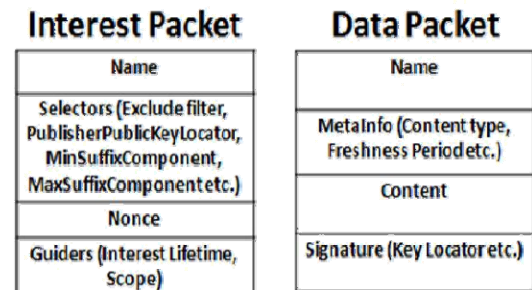 Interest Packet
Name
Selectors (Exclude filter,
PublisherPublicKeyLocator,
MinSuffixComponent,
MaxSuffixComponent etc.)
Nonce
Guiders (Interest Lifetime,
Scope)
Data Packet
Name
MetaInfo (Content type,
Freshness Period etc.)
Content
Signature (Key Locator etc.)